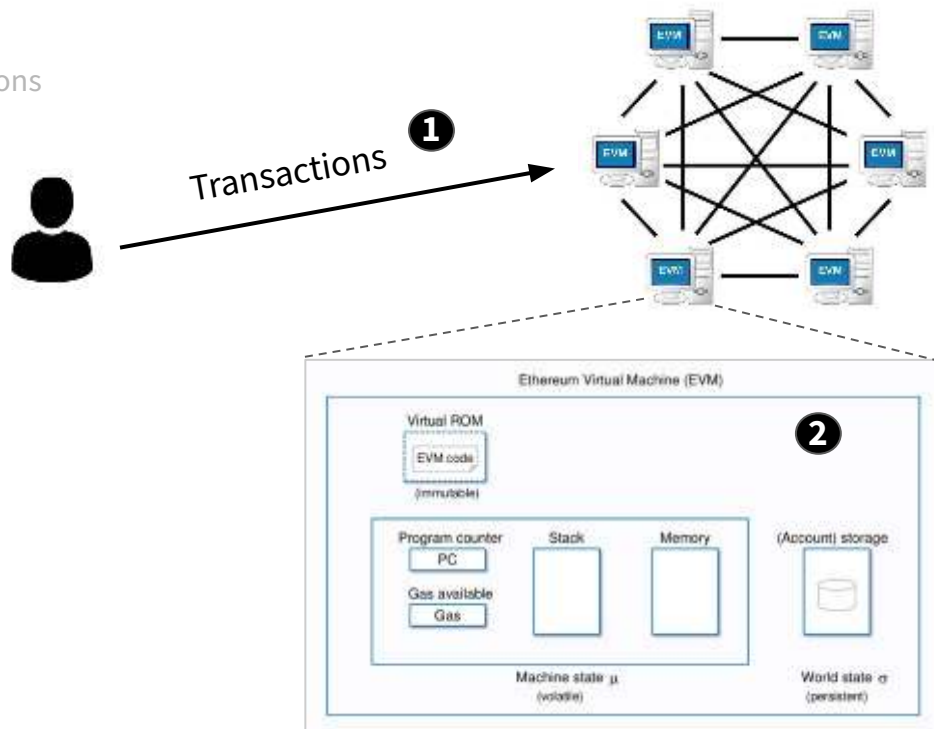 EVM
EVM
ons
1
Transactions
EVM
EVM
EVM
EVM
Ethereum Virtual Machine (EVM)
2
Virtual ROM
EVM code
(immutable)
Program counter
Stack
Memory
(Account) storage
PC
Gas available
Gas
Machine state μ
World state σ
(volatile)
(persistent)